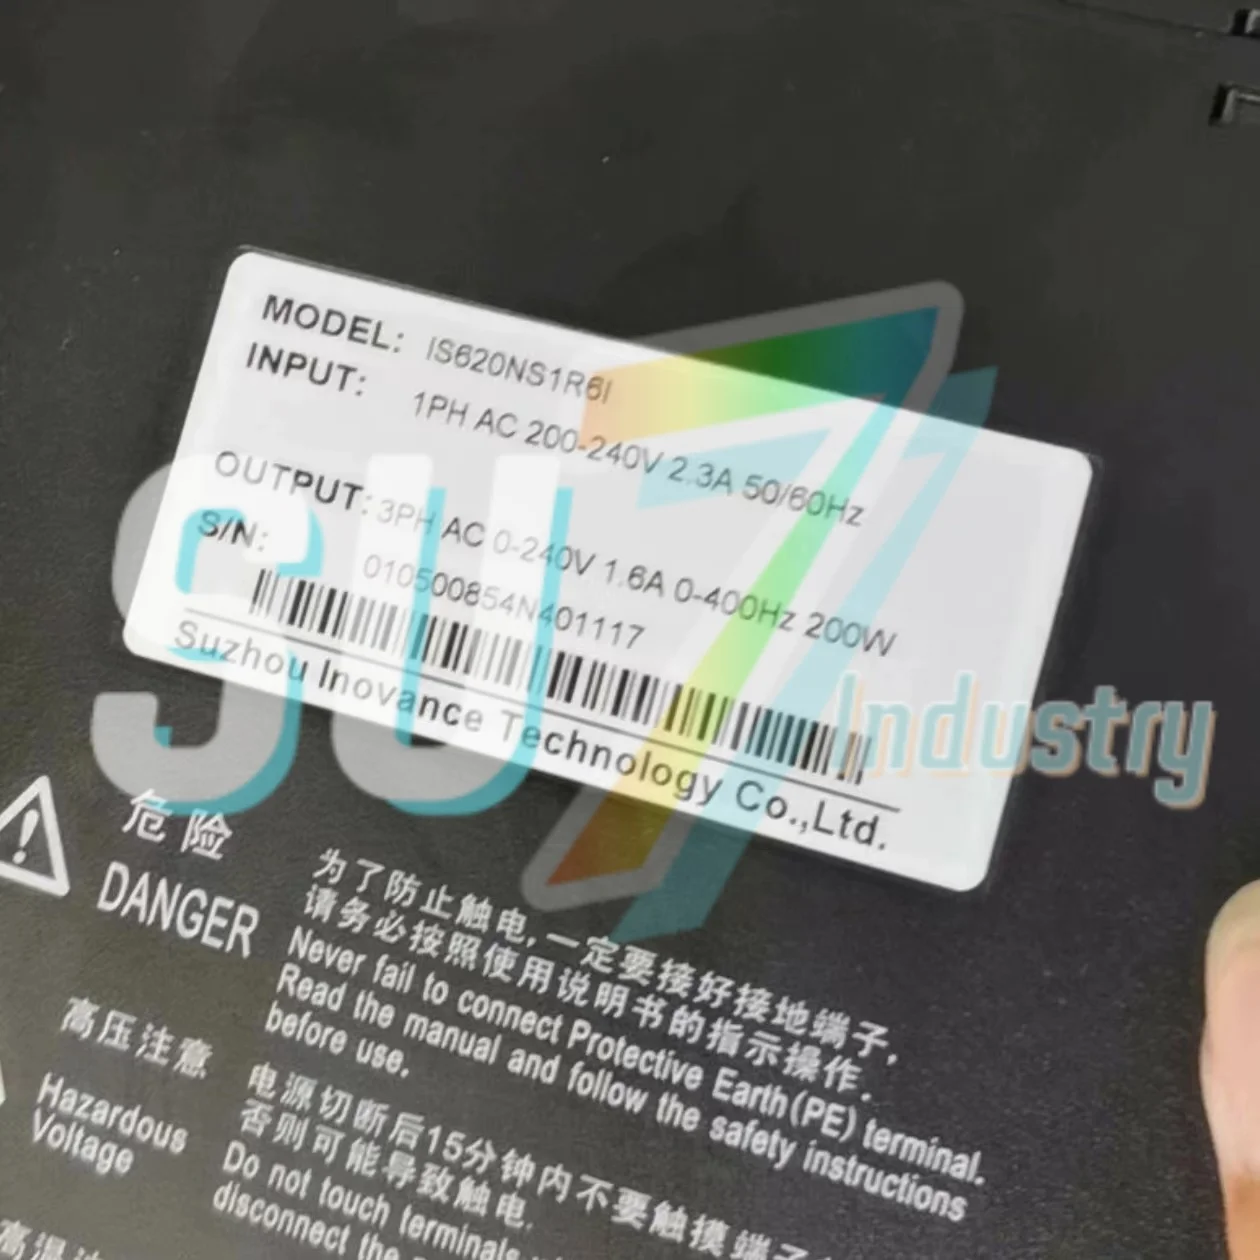 MODEL: IS620NS1R6I
INPUT: 1PH AC 200-240V 2.3A 50/60Hz
OUTPUT: 3PH AC 0-240V 1.6A 0-400Hz 200W
S/N: 010500854N401117
Suzhou Inovance Technology Co.,Ltd.
SU7 Industry
危险
DANGER
为了防止触电,一定要接好接地端子,
请务必按照使用说明书的指示操作.
Never fail to connect Protective Earth(PE) terminal.
Read the manual and follow the safety instructions
before use.
高压注意
Hazardous
Voltage
电源切断后15分钟内不要触摸端子
否则可能导致触电.
Do not touch terminals
disconnect the
高温